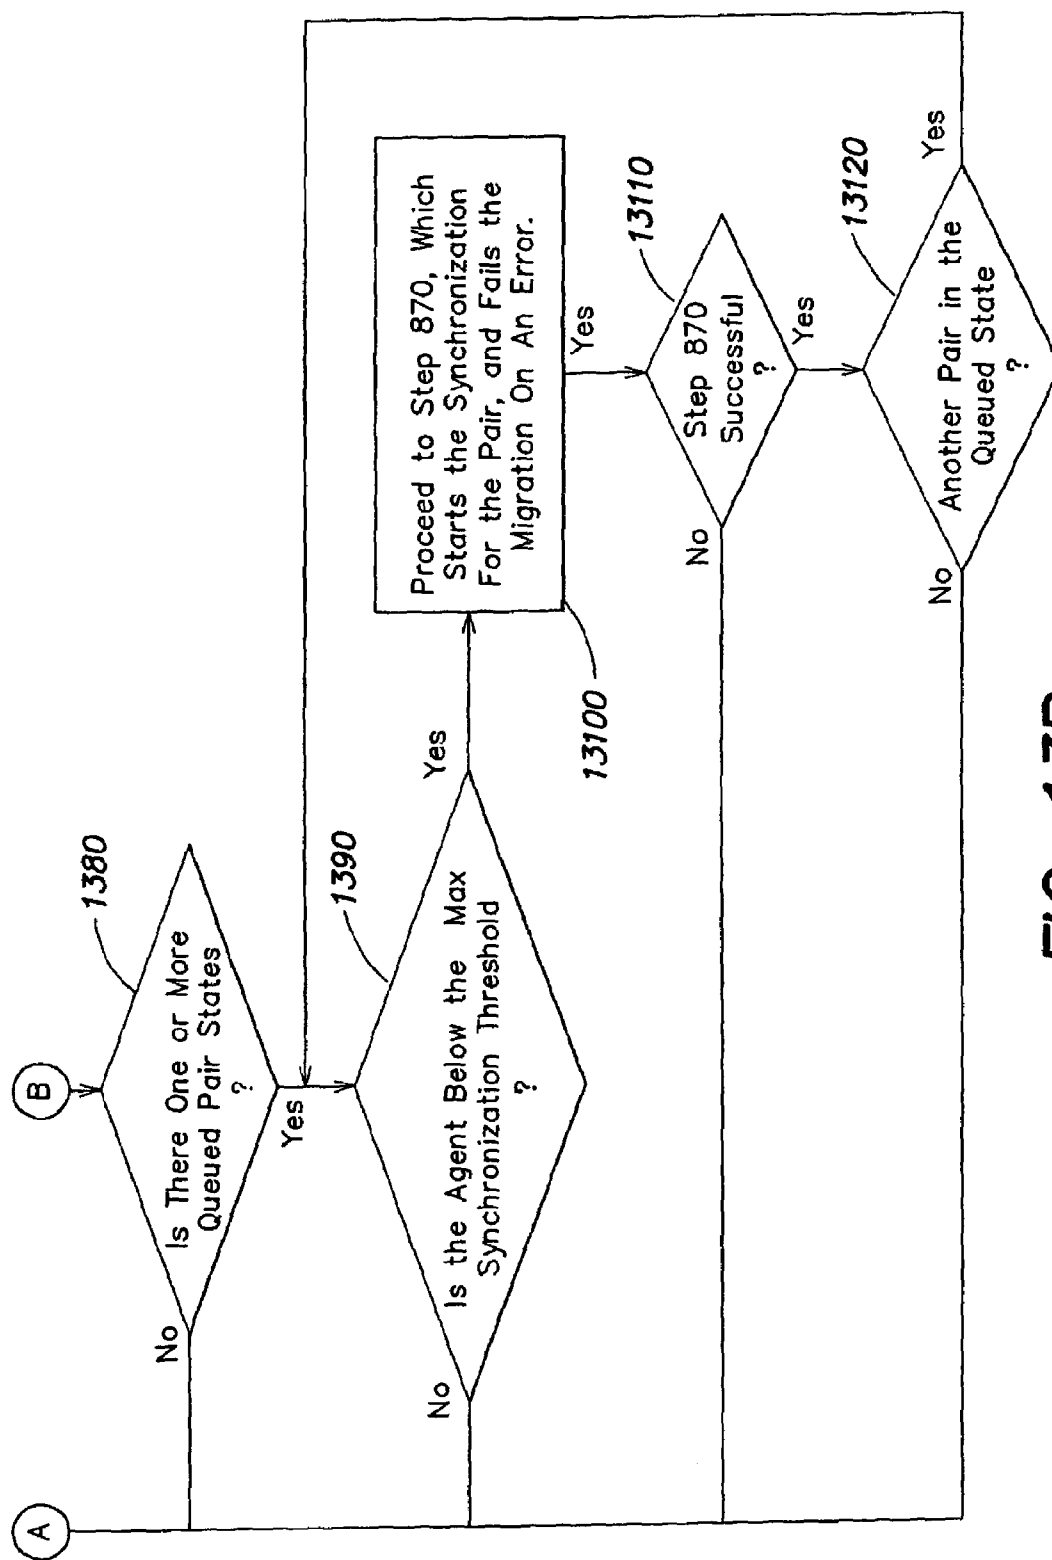 A
B
1380
Is There One or More
Queued Pair States
?
No
Yes
1390
Is the Agent Below the Max
Synchronization Threshold
?
No
Yes
Proceed to Step 870, Which
Starts the Synchronization
For the Pair, and Fails the
Migration On An Error.
13100
Yes
13110
Step 870
Successful
?
No
Yes
13120
Another Pair in the
Queued State
?
No
Yes